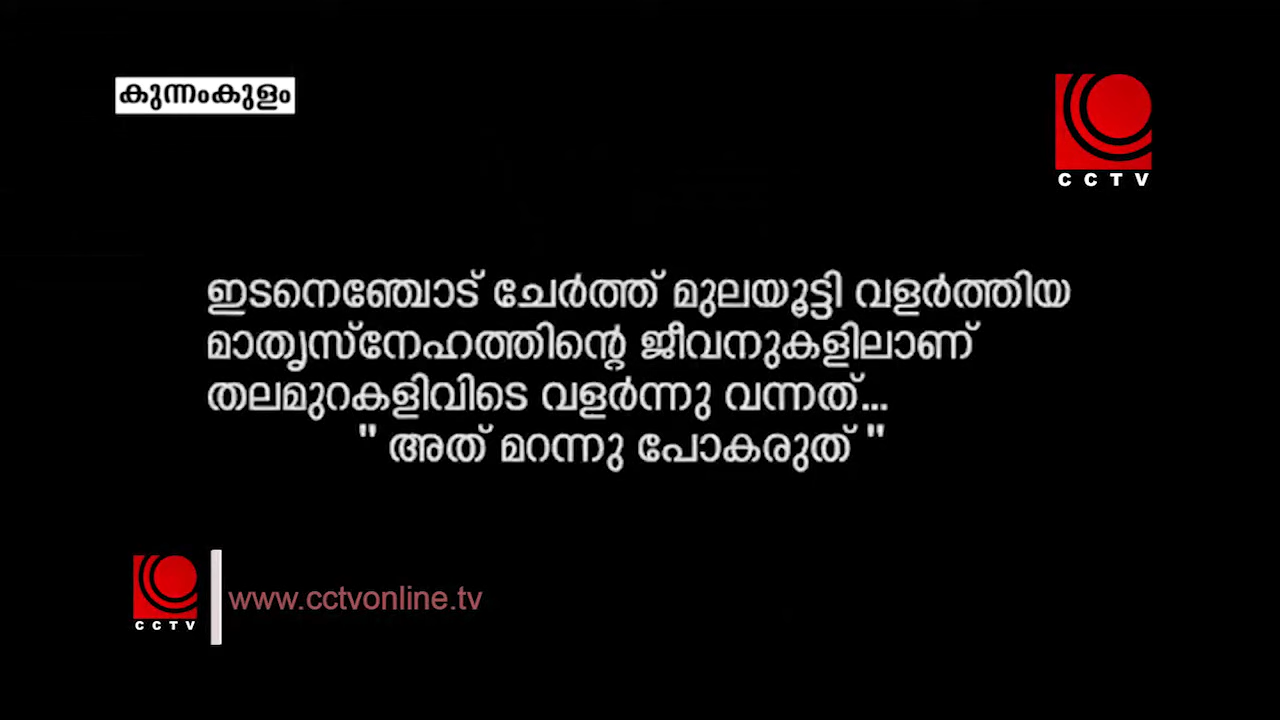 കുന്നംകുളം
CCTV
ഇടനെഞ്ചോട് ചേർത്ത് മുലയൂട്ടി വളർത്തിയ
മാതൃസ്നേഹത്തിന്റെ ജീവനുകളിലാണ്
തലമുറകളിവിടെ വളർന്നു വന്നത്...
" അത് മറന്നു പോകരുത് "
www.cctvonline.tv
CCTV